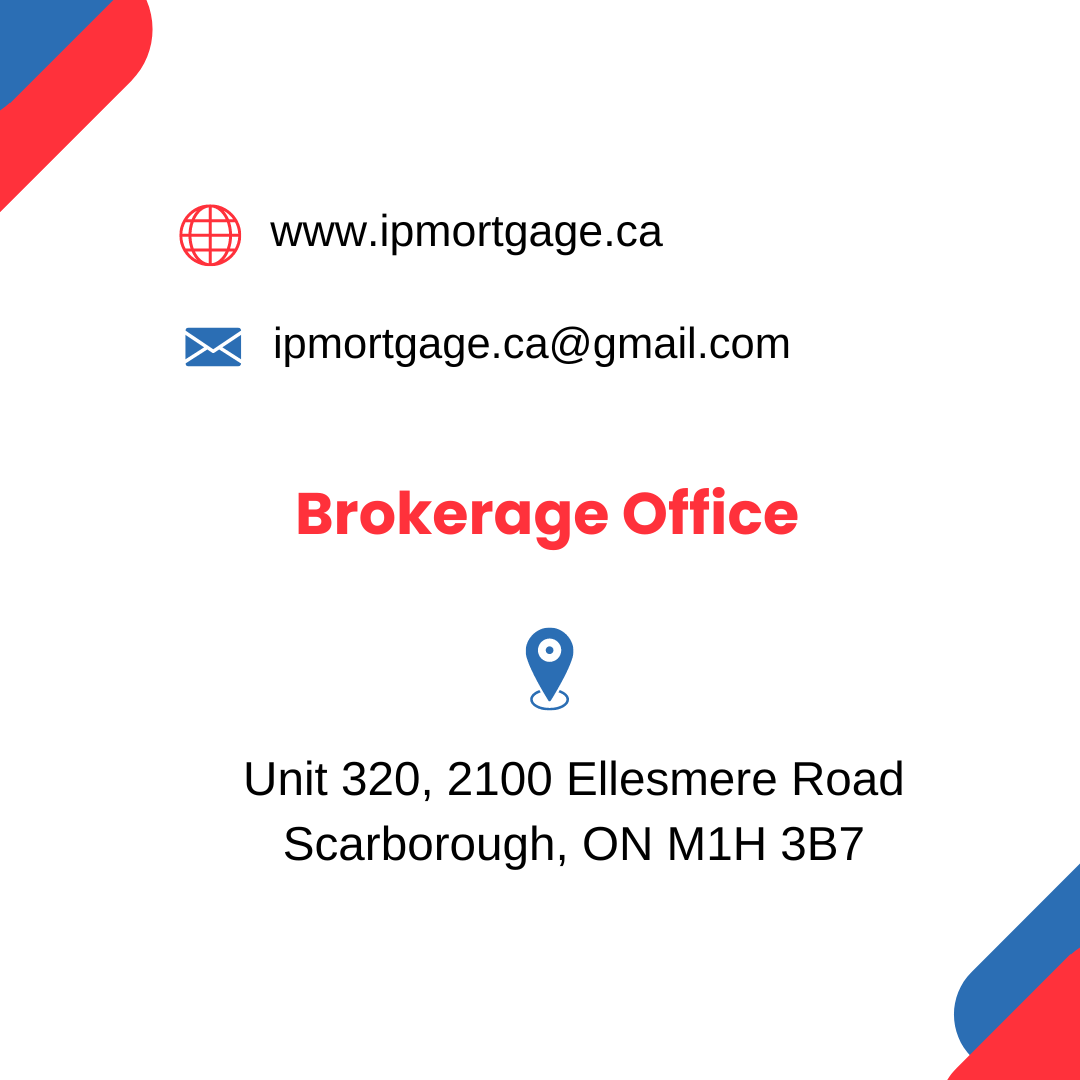 www.ipmortgage.ca
ipmortgage.ca@gmail.com
Brokerage Office
Unit 320, 2100 Ellesmere Road
Scarborough, ON M1H 3B7